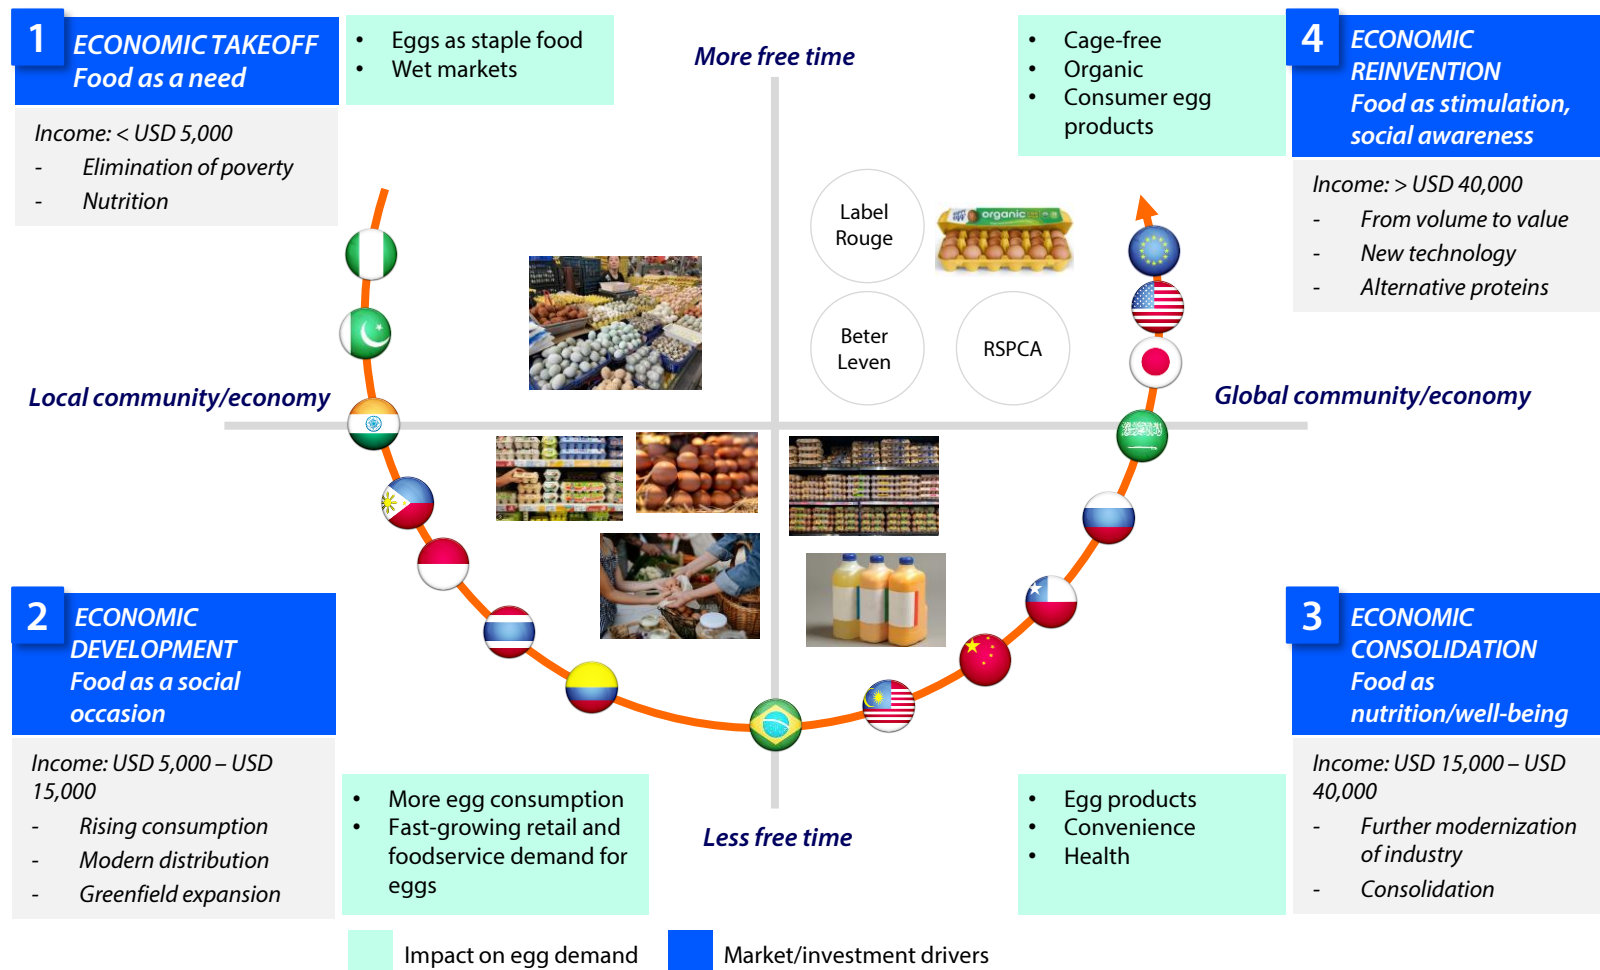 1
ECONOMIC TAKEOFF
Food as a need
Income: < USD 5,000
- Elimination of poverty
- Nutrition
• Eggs as staple food
• Wet markets
More free time
• Cage-free
• Organic
• Consumer egg
products
4
ECONOMIC
REINVENTION
Food as stimulation,
social awareness
Income: > USD 40,000
- From volume to value
- New technology
- Alternative proteins
Label
Rouge
organic
Beter
Leven
RSPCA
Local community/economy
Global community/economy
2
ECONOMIC
DEVELOPMENT
Food as a social
occasion
Income: USD 5,000 – USD
15,000
- Rising consumption
- Modern distribution
- Greenfield expansion
• More egg consumption
• Fast-growing retail and
foodservice demand for
eggs
Less free time
• Egg products
• Convenience
• Health
3
ECONOMIC
CONSOLIDATION
Food as
nutrition/well-being
Income: USD 15,000 – USD
40,000
- Further modernization
of industry
- Consolidation
Impact on egg demand
Market/investment drivers